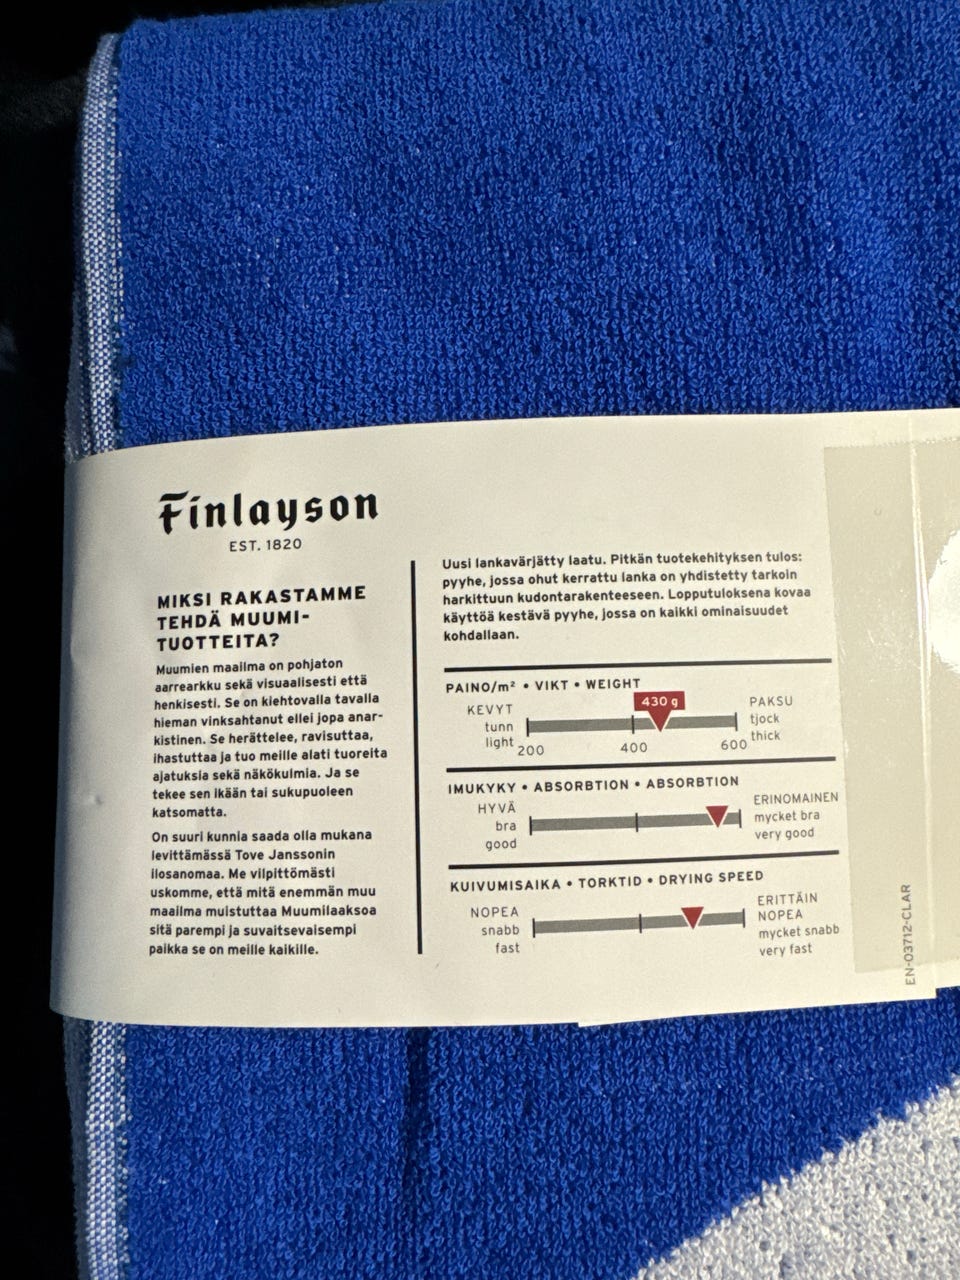 Finlayson
EST. 1820
MIKSI RAKASTAMME
TEHDÄ MUUMI-
TUOTTEITA?
Muumien maailma on pohjaton
aarrearkku sekä visuaalisesti että
henkisesti. Se on kiehtovalla tavalla
hieman vinksahtanut ellei jopa anar-
kistinen. Se herättelee, ravisuttaa,
ihastuttaa ja tuo meille alati tuoreita
ajatuksia sekä näkökulmia. Ja se
tekee sen ikään tai sukupuoleen
katsomatta.
On suuri kunnia saada olla mukana
levittämässä Tove Janssonin
ilosanomaa. Me vilpittömästi
uskomme, että mitä enemmän muu
maailma muistuttaa Muumilaaksoa
sitä parempi ja suvaitsevaisempi
paikka se on meille kaikille.
Uusi lankavärjätty laatu. Pitkän tuotekehityksen tulos:
pyyhe, jossa ohut kerrattu lanka on yhdistetty tarkoin
harkittuun kudontarakenteeseen. Lopputuloksena kovaa
käyttöä kestävä pyyhe, jossa on kaikki ominaisuudet
kohdallaan.
PAINO/m² • VIKT • WEIGHT
430 g
KEVYT
tunn
light
200
400
600
PAKSU
tjock
thick
IMUKYKY • ABSORBTION • ABSORBTION
HYVÄ
bra
good
ERINOMAINEN
mycket bra
very good
KUIVUMISAIKA • TORKTID • DRYING SPEED
NOPEA
snabb
fast
ERITTÄIN
NOPEA
mycket snabb
very fast
EN-03712-CLAR